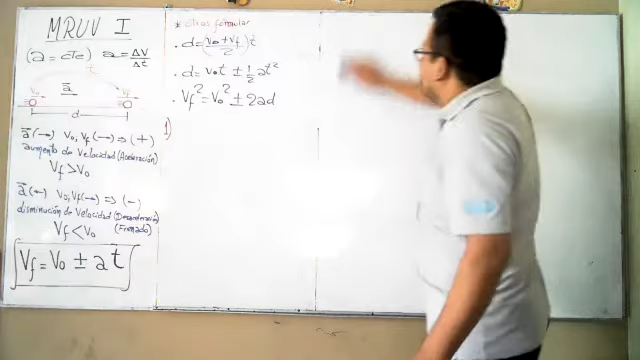 MRUV I
(a = cte) a = ΔV/Δt
t
V₀ a Vf
d
a(→) V₀, Vf(→) ⇒ (+)
aumento de Velocidad (Aceleración)
Vf > V₀
a(←) V₀, Vf(→) ⇒ (-)
disminución de Velocidad (Desaceleración)
Vf < V₀ (Frenado)
Vf = V₀ ± a t
* Otras fórmulas
· d = (V₀ + Vf / 2) t
· d = V₀t ± ½ at²
· Vf² = V₀² ± 2ad
1)